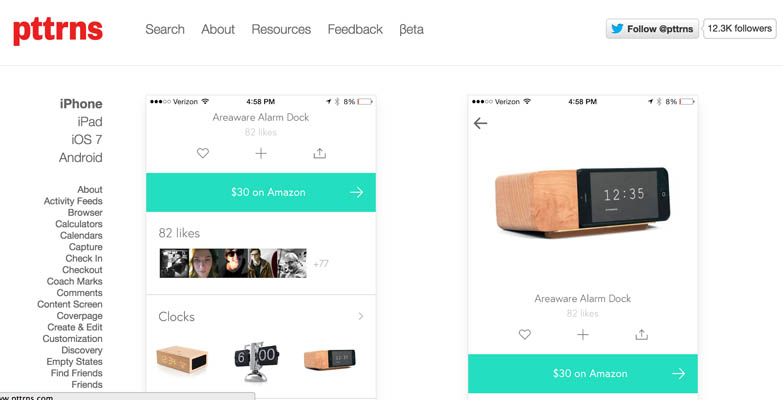 pttrns
Search About Resources Feedback βeta
Follow @pttrns 12.3K followers
iPhone
iPad
iOS 7
Android
About
Activity Feeds
Browser
Calculators
Calendars
Capture
Check In
Checkout
Coach Marks
Comments
Content Screen
Coverpage
Create & Edit
Customization
Discovery
Empty States
Find Friends
Friends
Verizon 4:58 PM 8%
Areaware Alarm Dock
82 likes
$30 on Amazon
82 likes
+77
Clocks
6 00
Verizon 4:58 PM 8%
12:35
Areaware Alarm Dock
82 likes
$30 on Amazon
www.pttrns.com